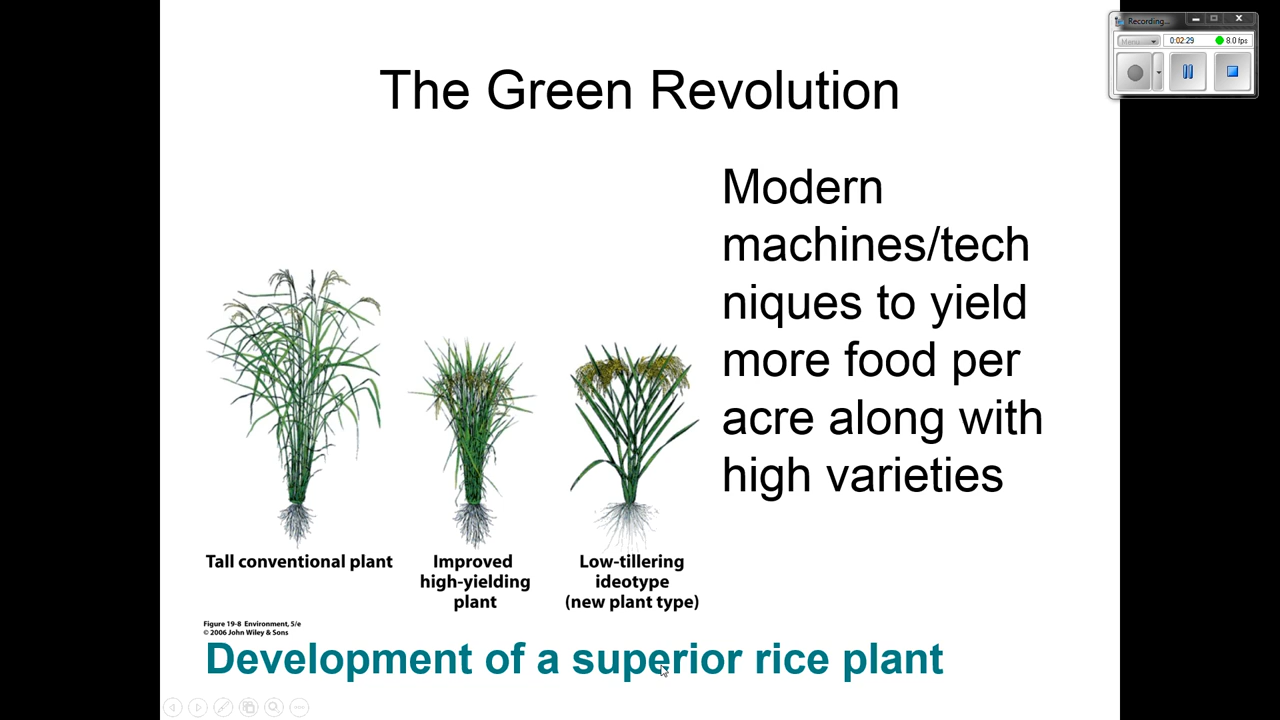 The Green Revolution
Recording...
Menu
0:02:29
8.0 fps
Modern
machines/tech
niques to yield
more food per
acre along with
high varieties
Tall conventional plant
Improved
high-yielding
plant
Low-tillering
ideotype
(new plant type)
Figure 19-8 Environment, 5/e
© 2006 John Wiley & Sons
Development of a superior rice plant